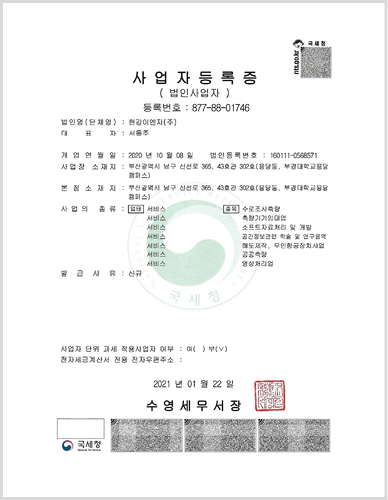 국세청
nts.go.kr
사업자등록증
( 법인사업자 )
등록번호 : 877-88-01746
법인명(단체명) : 현강이엔지(주)
대 표 자 : 서용주
개 업 연 월 일 : 2020 년 10 월 08 일 법인등록번호 : 160111-0568571
사업장 소재지 : 부산광역시 남구 신선로 365, 43호관 302호(용당동, 부경대학교용당
캠퍼스)
본 점 소 재 지 : 부산광역시 남구 신선로 365, 43호관 302호(용당동, 부경대학교용당
캠퍼스)
사 업 의 종 류 : 업태 서비스 종목 수로조사측량
서비스 측량기기임대업
서비스 소프트자료처리 및 개발
서비스 공간정보관련 학술 및 연구용역
서비스 해도제작, 무인항공장치사업
서비스 공공측량
서비스 영상처리업
발 급 사 유 : 신규
국세청
사업자 단위 과세 적용사업자 여부 : 여( ) 부(∨)
전자세금계산서 전용 전자우편주소 :
2021 년 01 월 22 일
수영세무서장
국세청